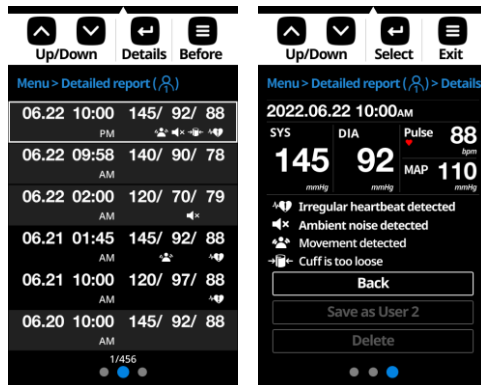 Up/Down Details Before
Menu > Detailed report ( )
06.22 10:00 145/ 92/ 88
PM
06.22 09:58 140/ 90/ 78
AM
06.22 02:00 120/ 70/ 79
AM
06.21 01:45 145/ 92/ 88
AM
06.21 10:00 120/ 97/ 88
AM
06.20 10:00 145/ 92/ 88
AM
1/456
Up/Down Select Exit
Menu > Detailed report ( ) > Details
2022.06.22 10:00AM
SYS DIA Pulse 88
bpm
145 92 MAP 110
mmHg mmHg mmHg
Irregular heartbeat detected
Ambient noise detected
Movement detected
Cuff is too loose
Back
Save as User 2
Delete